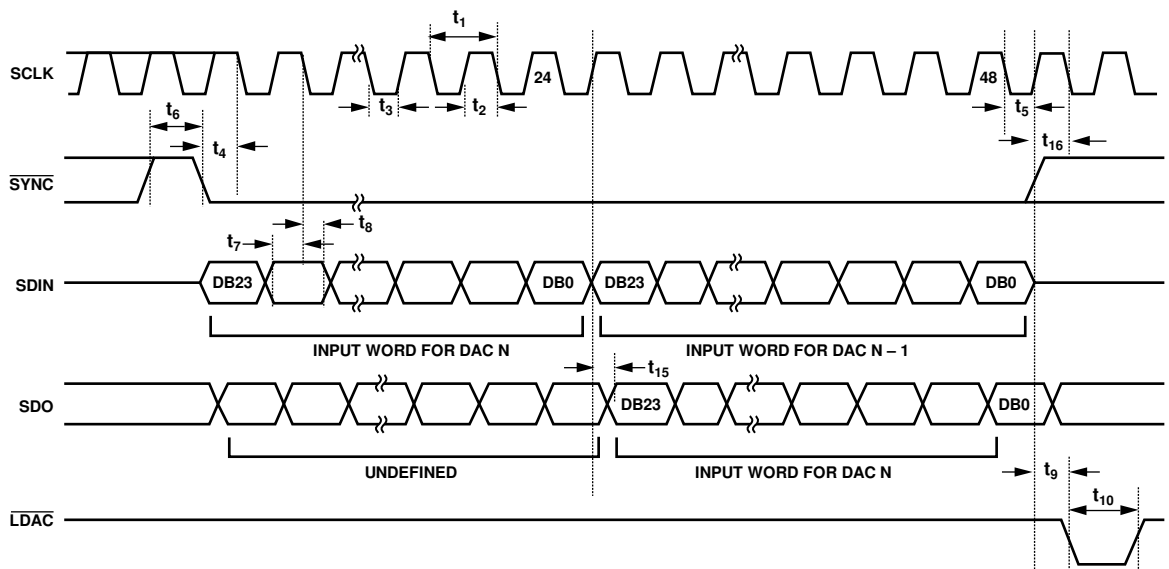 t1
SCLK
24
48
t3
t2
t5
t6
t4
t16
SYNC
t8
t7
SDIN
DB23
DB0
DB23
DB0
INPUT WORD FOR DAC N
INPUT WORD FOR DAC N – 1
t15
SDO
DB23
DB0
UNDEFINED
INPUT WORD FOR DAC N
t9
t10
LDAC